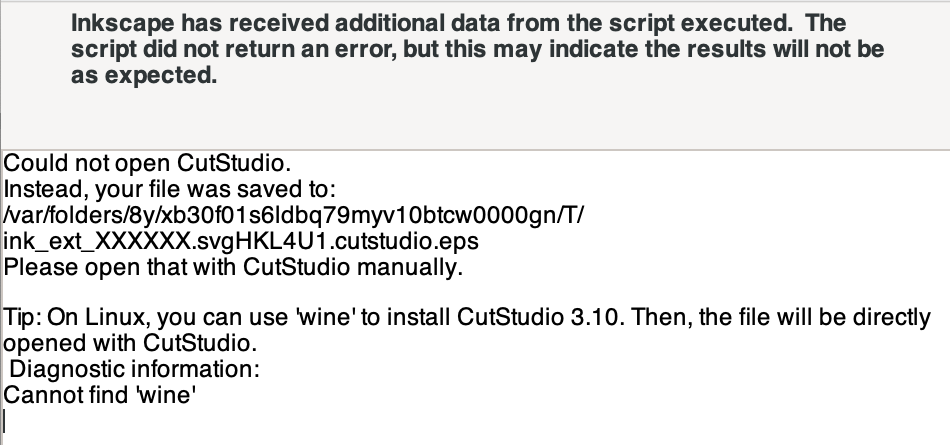 Inkscape has received additional data from the script executed.  The
script did not return an error, but this may indicate the results will not be
as expected.
Could not open CutStudio.
Instead, your file was saved to:
/var/folders/8y/xb30f01s6ldbq79myv10btcw0000gn/T/
ink_ext_XXXXXX.svgHKL4U1.cutstudio.eps
Please open that with CutStudio manually.
Tip: On Linux, you can use 'wine' to install CutStudio 3.10. Then, the file will be directly
opened with CutStudio.
 Diagnostic information:
Cannot find 'wine'